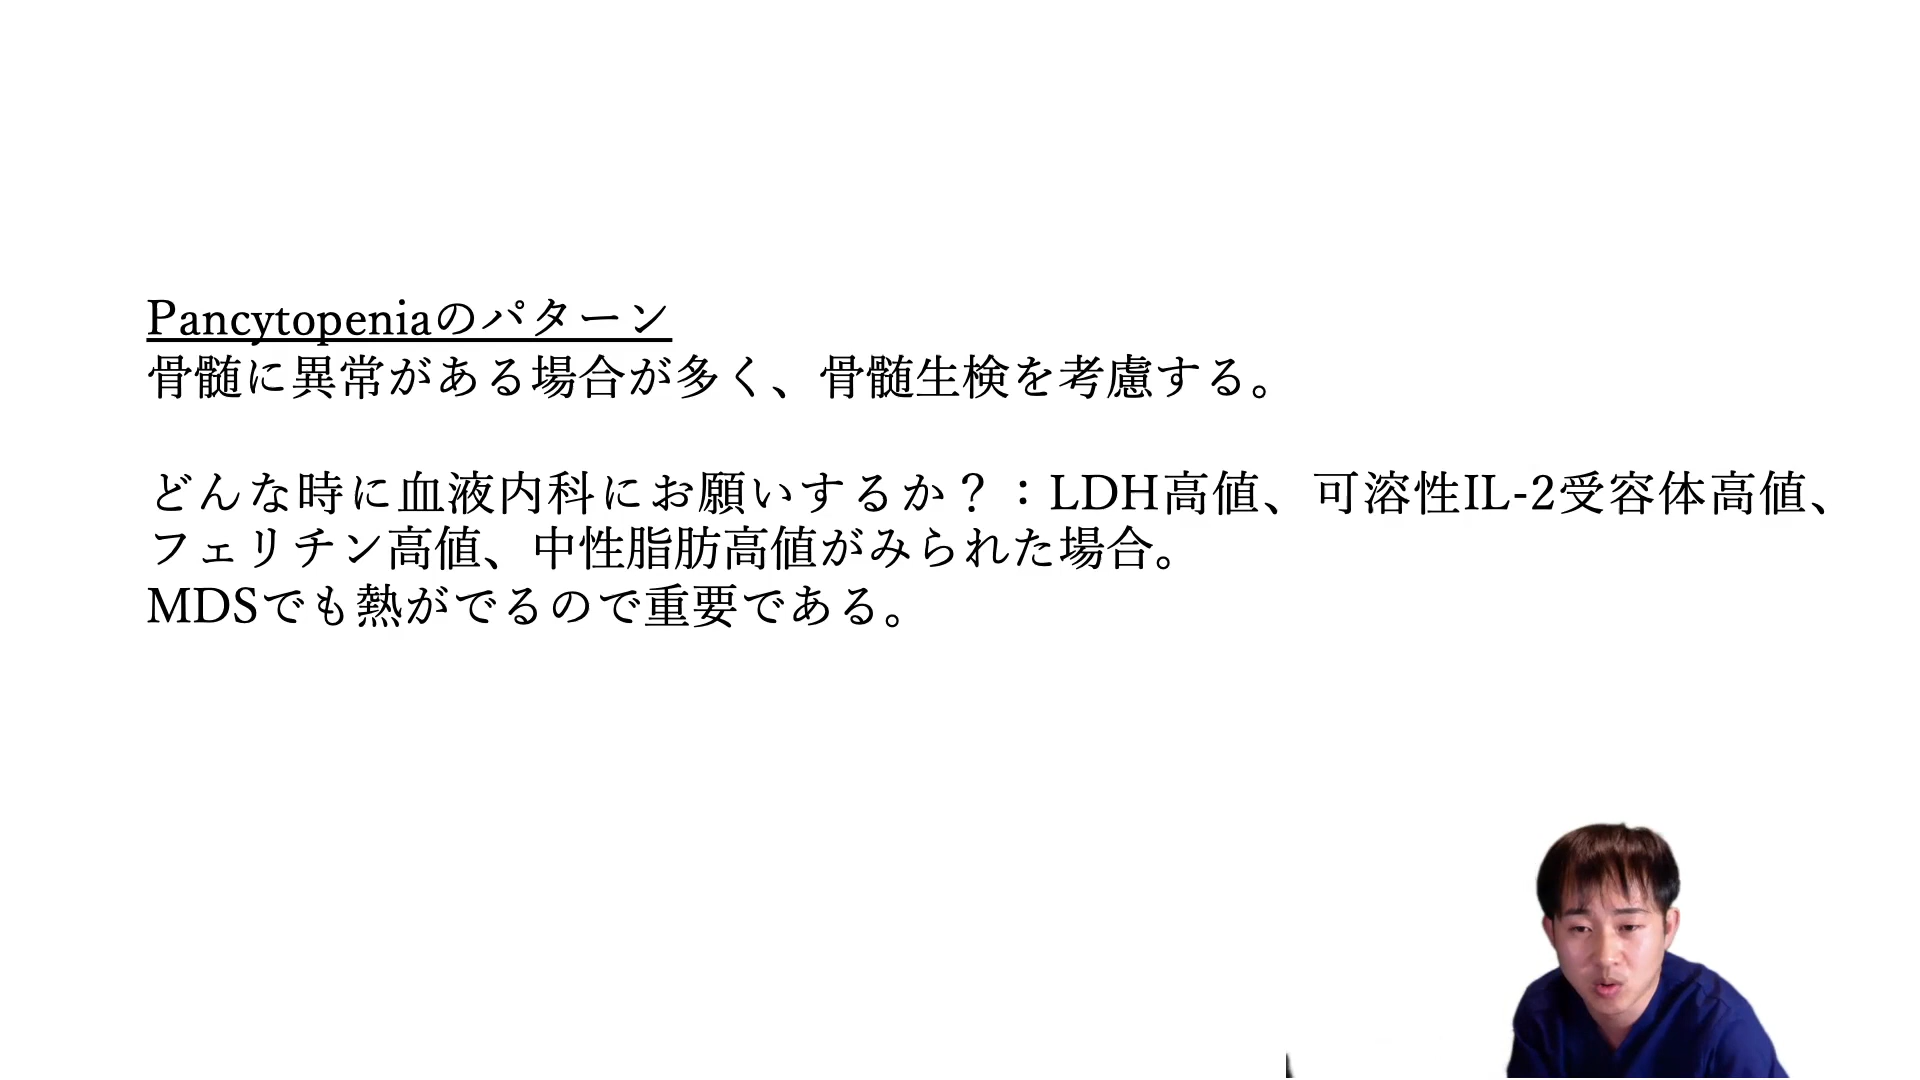 Pancytopeniaのパターン
骨髄に異常がある場合が多く、骨髄生検を考慮する。
どんな時に血液内科にお願いするか？：LDH高値、可溶性IL-2受容体高値、
フェリチン高値、中性脂肪高値がみられた場合。
MDSでも熱がでるので重要である。